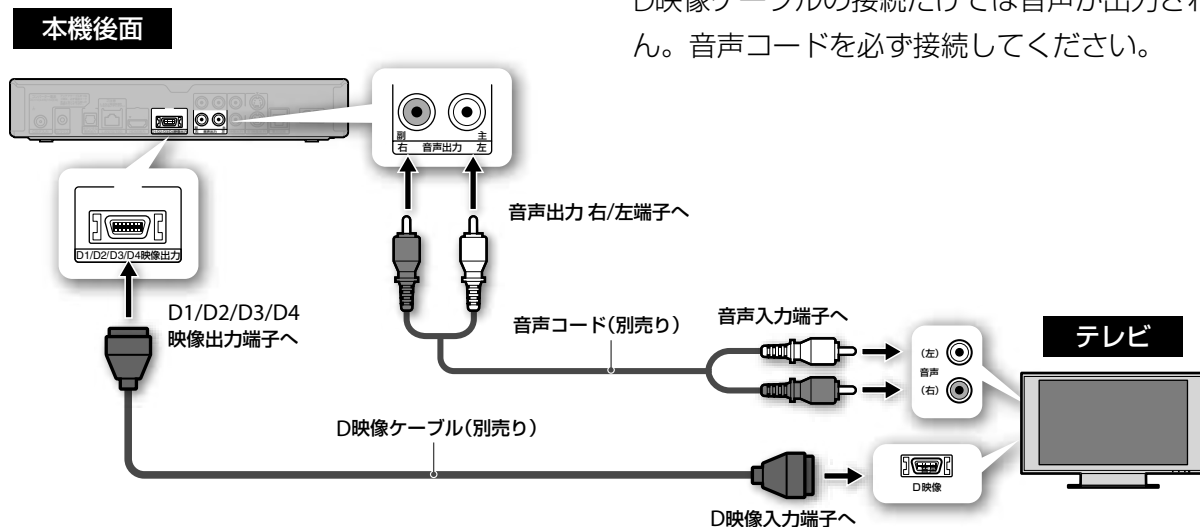 D映像ケーブルの接続だけでは音声が出力され
ん。音声コードを必ず接続してください。
本機後面
副
主
右 音声出力 左
音声出力 右/左端子へ
D1/D2/D3/D4映像出力
D1/D2/D3/D4
映像出力端子へ
音声コード(別売り)
音声入力端子へ
テレビ
(左)
音声
(右)
D映像ケーブル(別売り)
D映像
D映像入力端子へ